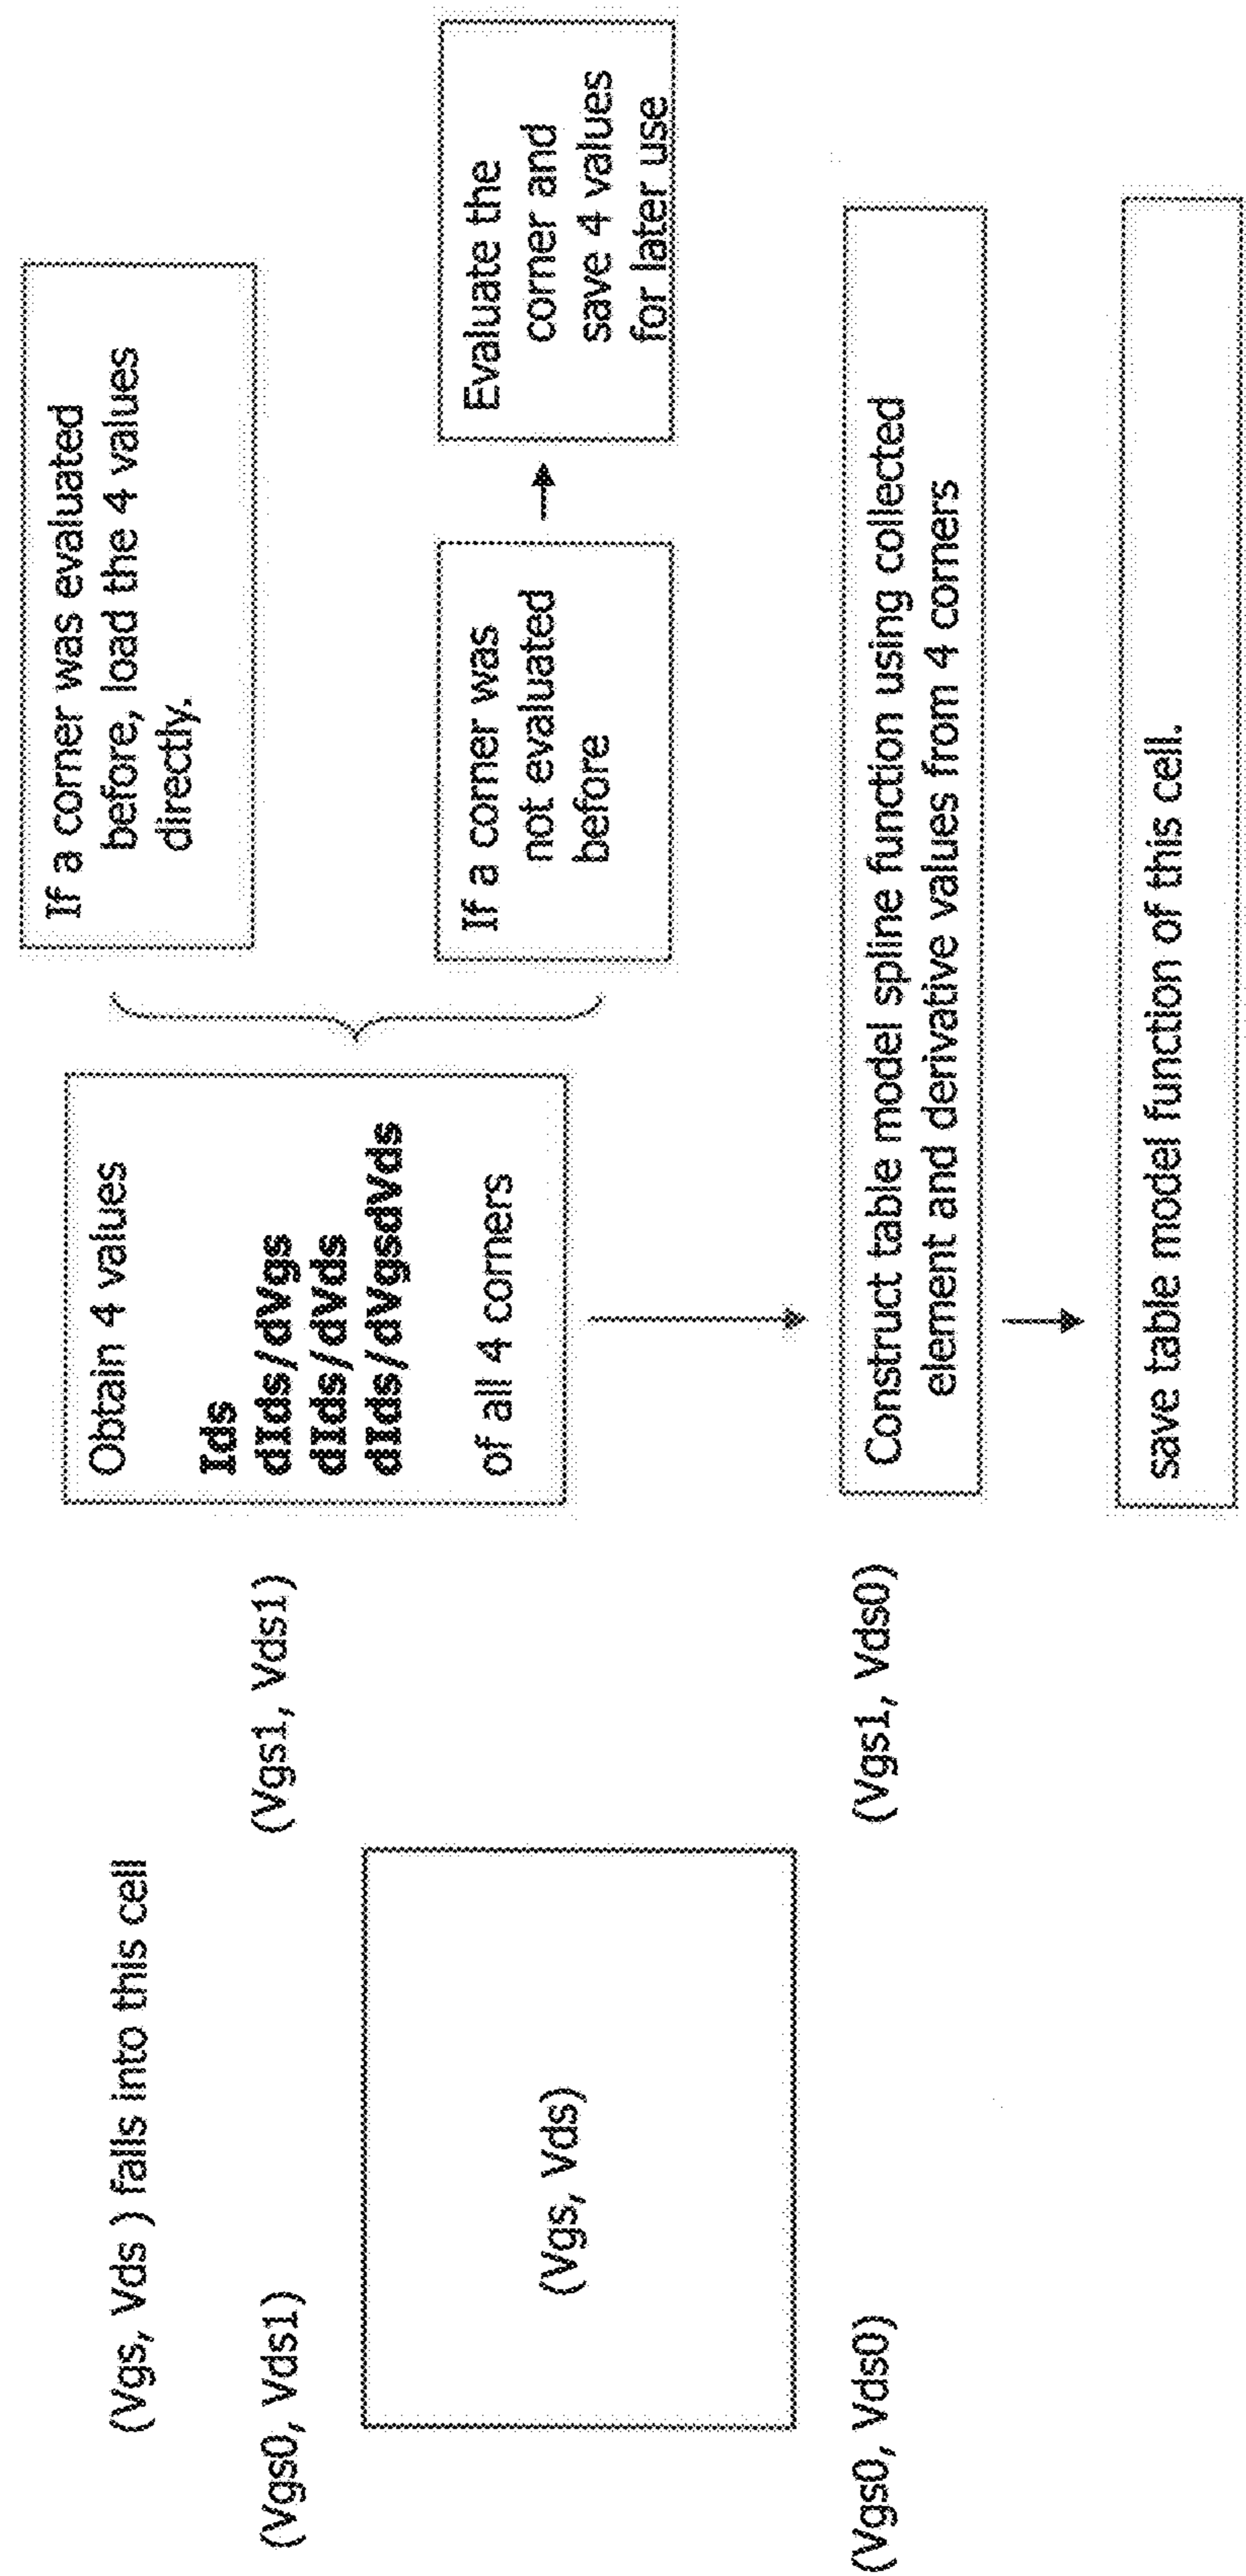 (Vgs, Vds ) falls into this cell
(Vgs0, Vds1)
(Vgs1, Vds1)
(Vgs, Vds)
(Vgs0, Vds0)
(Vgs1, Vds0)
Obtain 4 values
Ids
dIds/dVgs
dIds/dVds
dIds/dVgsdVds
of all 4 corners
If a corner was evaluated
before, load the 4 values
directly.
If a corner was
not evaluated
before
Evaluate the
corner and
save 4 values
for later use
Construct table model spline function using collected
element and derivative values from 4 corners
save table model function of this cell.